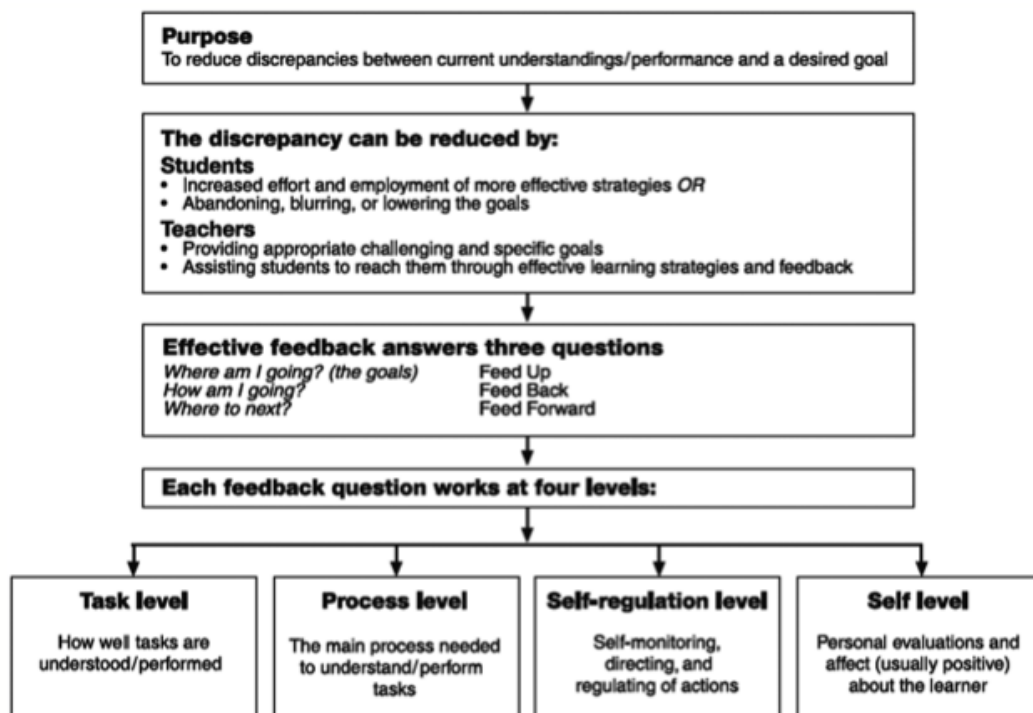 Purpose
To reduce discrepancies between current understandings/performance and a desired goal
The discrepancy can be reduced by:
Students
• Increased effort and employment of more effective strategies OR
• Abandoning, blurring, or lowering the goals
Teachers
• Providing appropriate challenging and specific goals
• Assisting students to reach them through effective learning strategies and feedback
Effective feedback answers three questions
Where am I going? (the goals) Feed Up
How am I going? Feed Back
Where to next? Feed Forward
Each feedback question works at four levels:
Task level
How well tasks are
understood/performed
Process level
The main process needed
to understand/perform
tasks
Self-regulation level
Self-monitoring,
directing, and
regulating of actions
Self level
Personal evaluations and
affect (usually positive)
about the learner